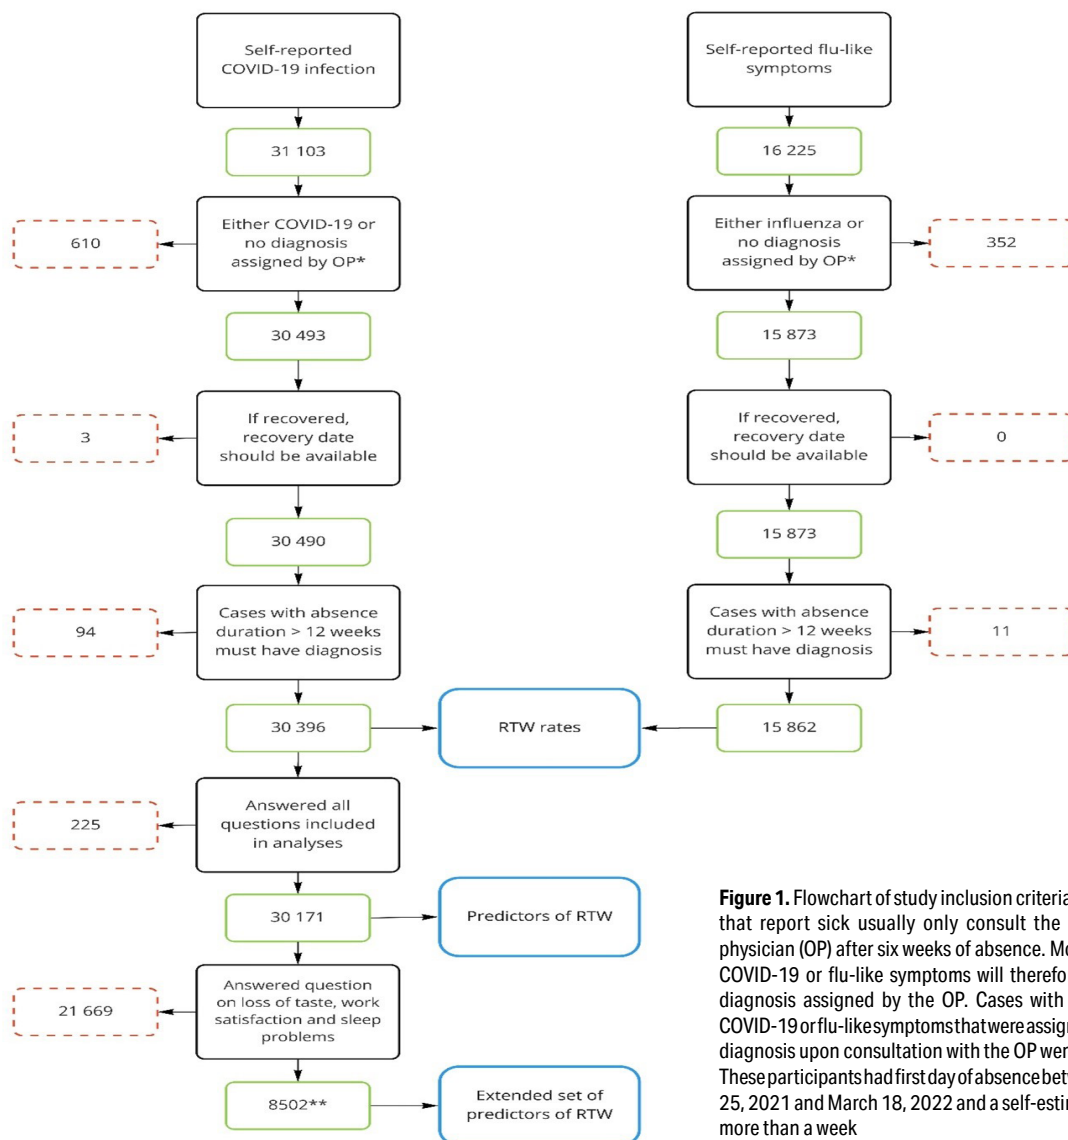 Self-reported
COVID-19 infection
31 103
Either COVID-19 or
no diagnosis
assigned by OP*
610
30 493
If recovered,
recovery date
should be available
3
30 490
Cases with absence
duration > 12 weeks
must have diagnosis
94
30 396
RTW rates
Answered all
questions included
in analyses
225
30 171
Predictors of RTW
Answered question
on loss of taste, work
satisfaction and sleep
problems
21 669
8502**
Extended set of
predictors of RTW
Self-reported flu-like
symptoms
16 225
Either influenza or
no diagnosis
assigned by OP*
352
15 873
If recovered,
recovery date
should be available
0
15 873
Cases with absence
duration > 12 weeks
must have diagnosis
11
15 862
Figure 1. Flowchart of study inclusion criteria
that report sick usually only consult the
physician (OP) after six weeks of absence. Mo
COVID-19 or flu-like symptoms will therefo
diagnosis assigned by the OP. Cases with
COVID-19 or flu-like symptoms that were assign
diagnosis upon consultation with the OP wer
These participants had first day of absence betw
25, 2021 and March 18, 2022 and a self-estin
more than a week